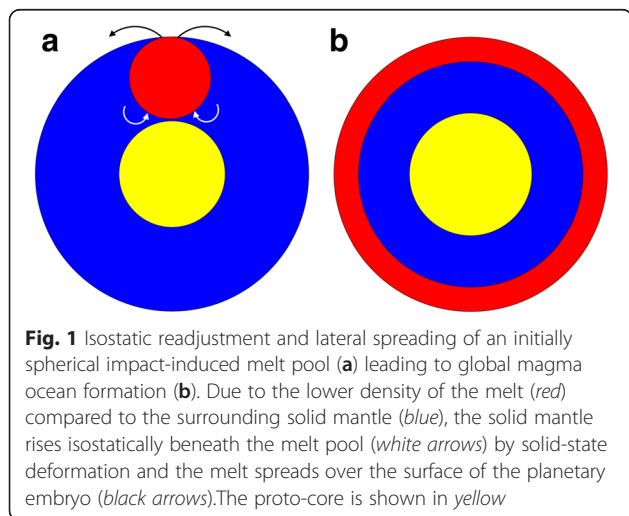 a
b
Fig. 1 Isostatic readjustment and lateral spreading of an initially
spherical impact-induced melt pool (a) leading to global magma
ocean formation (b). Due to the lower density of the melt (red)
compared to the surrounding solid mantle (blue), the solid mantle
rises isostatically beneath the melt pool (white arrows) by solid-state
deformation and the melt spreads over the surface of the planetary
embryo (black arrows).The proto-core is shown in yellow